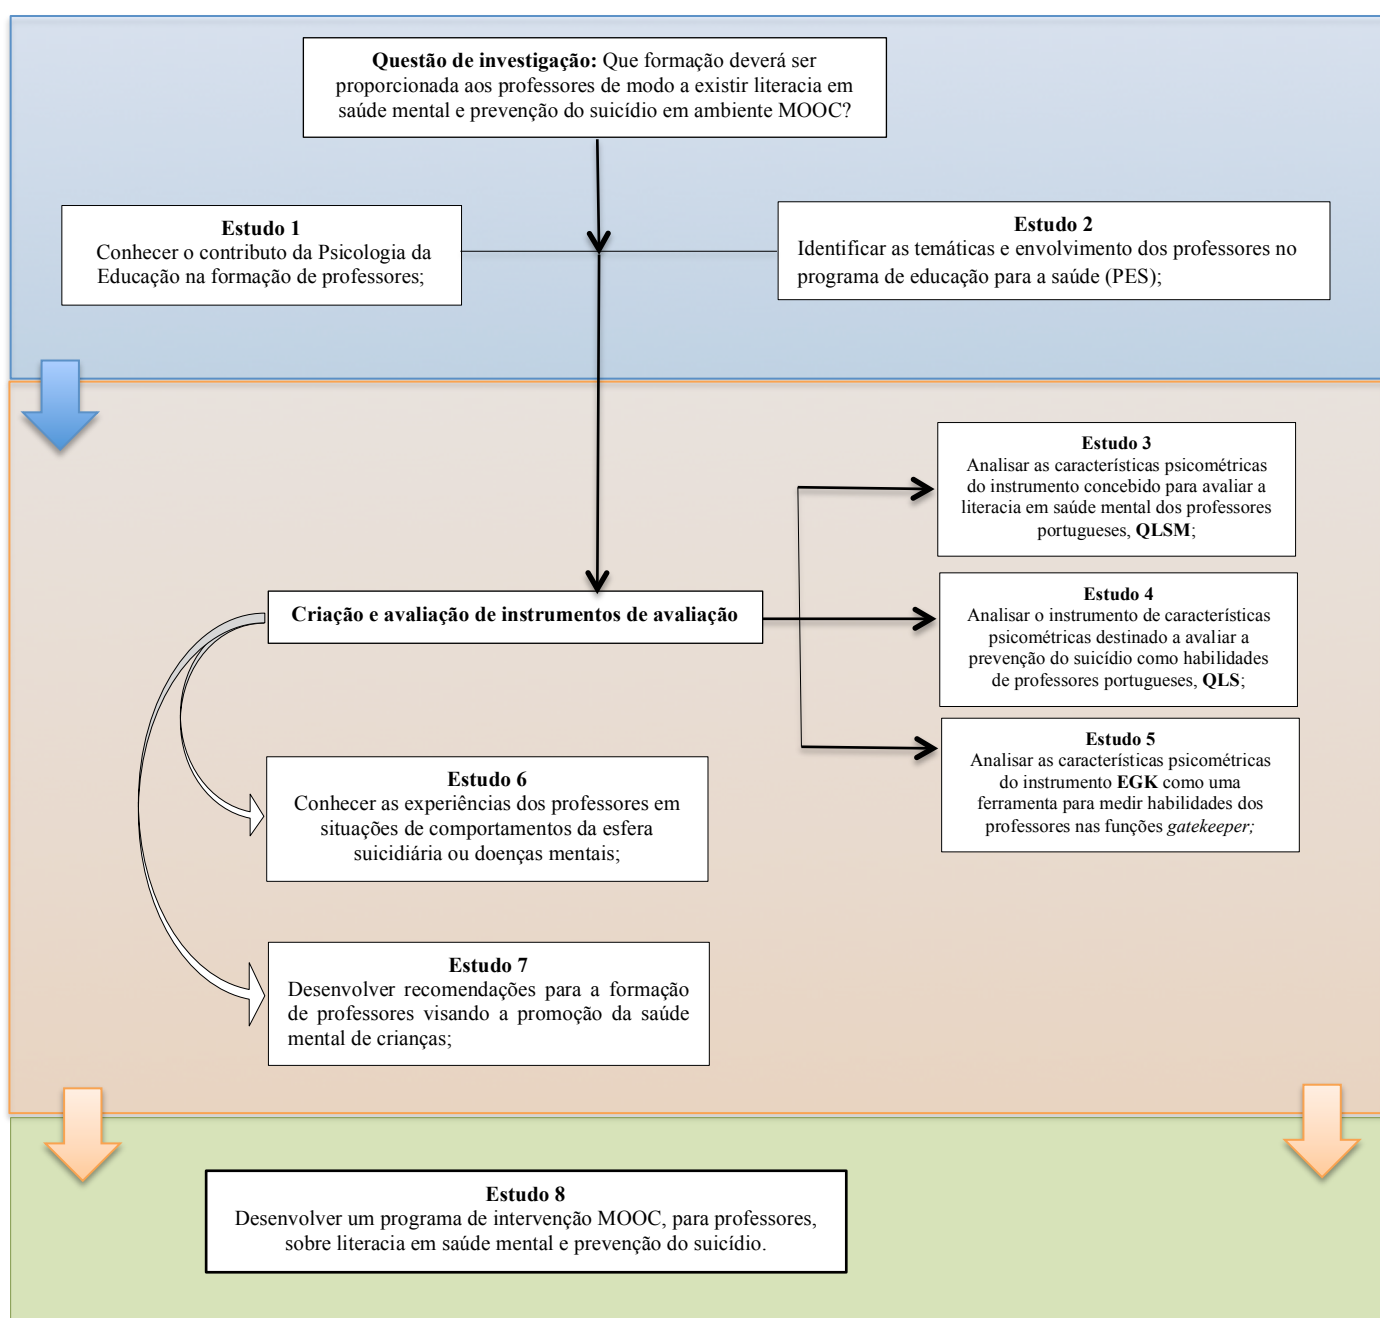 Questão de investigação: Que formação deverá ser
proporcionada aos professores de modo a existir literacia em
saúde mental e prevenção do suicídio em ambiente MOOC?
Estudo 1
Conhecer o contributo da Psicologia da
Educação na formação de professores;
Estudo 2
Identificar as temáticas e envolvimento dos professores no
programa de educação para a saúde (PES);
Estudo 3
Analisar as características psicométricas
do instrumento concebido para avaliar a
literacia em saúde mental dos professores
portugueses, QLSM;
Criação e avaliação de instrumentos de avaliação
Estudo 4
Analisar o instrumento de características
psicométricas destinado a avaliar a
prevenção do suicídio como habilidades
de professores portugueses, QLS;
Estudo 5
Analisar as características psicométricas
do instrumento EGK como uma
ferramenta para medir habilidades dos
professores nas funções gatekeeper;
Estudo 6
Conhecer as experiências dos professores em
situações de comportamentos da esfera
suicidiária ou doenças mentais;
Estudo 7
Desenvolver recomendações para a formação
de professores visando a promoção da saúde
mental de crianças;
Estudo 8
Desenvolver um programa de intervenção MOOC, para professores,
sobre literacia em saúde mental e prevenção do suicídio.